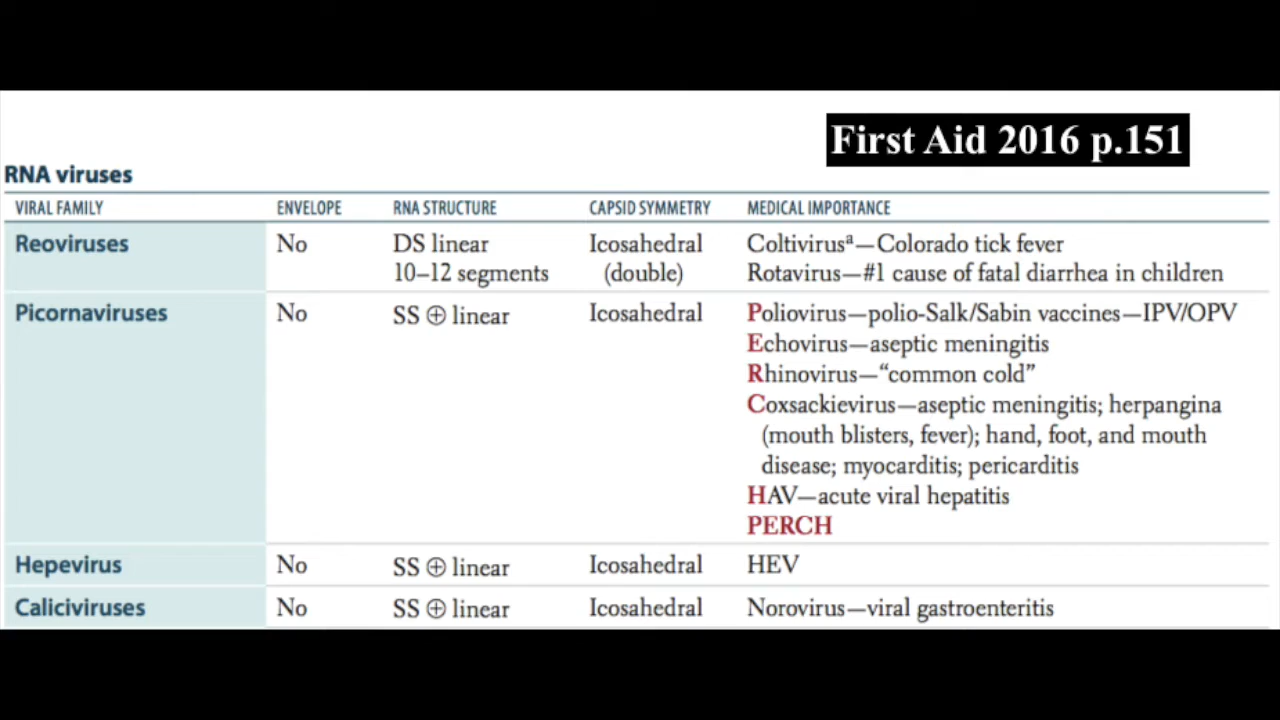 First Aid 2016 p.151
RNA viruses
VIRAL FAMILY ENVELOPE RNA STRUCTURE CAPSID SYMMETRY MEDICAL IMPORTANCE
Reoviruses No DS linear Icosahedral Coltivirusᵃ—Colorado tick fever
10–12 segments (double) Rotavirus—#1 cause of fatal diarrhea in children
Picornaviruses No SS ⊕ linear Icosahedral Poliovirus—polio-Salk/Sabin vaccines—IPV/OPV
Echovirus—aseptic meningitis
Rhinovirus—“common cold”
Coxsackievirus—aseptic meningitis; herpangina
(mouth blisters, fever); hand, foot, and mouth
disease; myocarditis; pericarditis
HAV—acute viral hepatitis
PERCH
Hepevirus No SS ⊕ linear Icosahedral HEV
Caliciviruses No SS ⊕ linear Icosahedral Norovirus—viral gastroenteritis